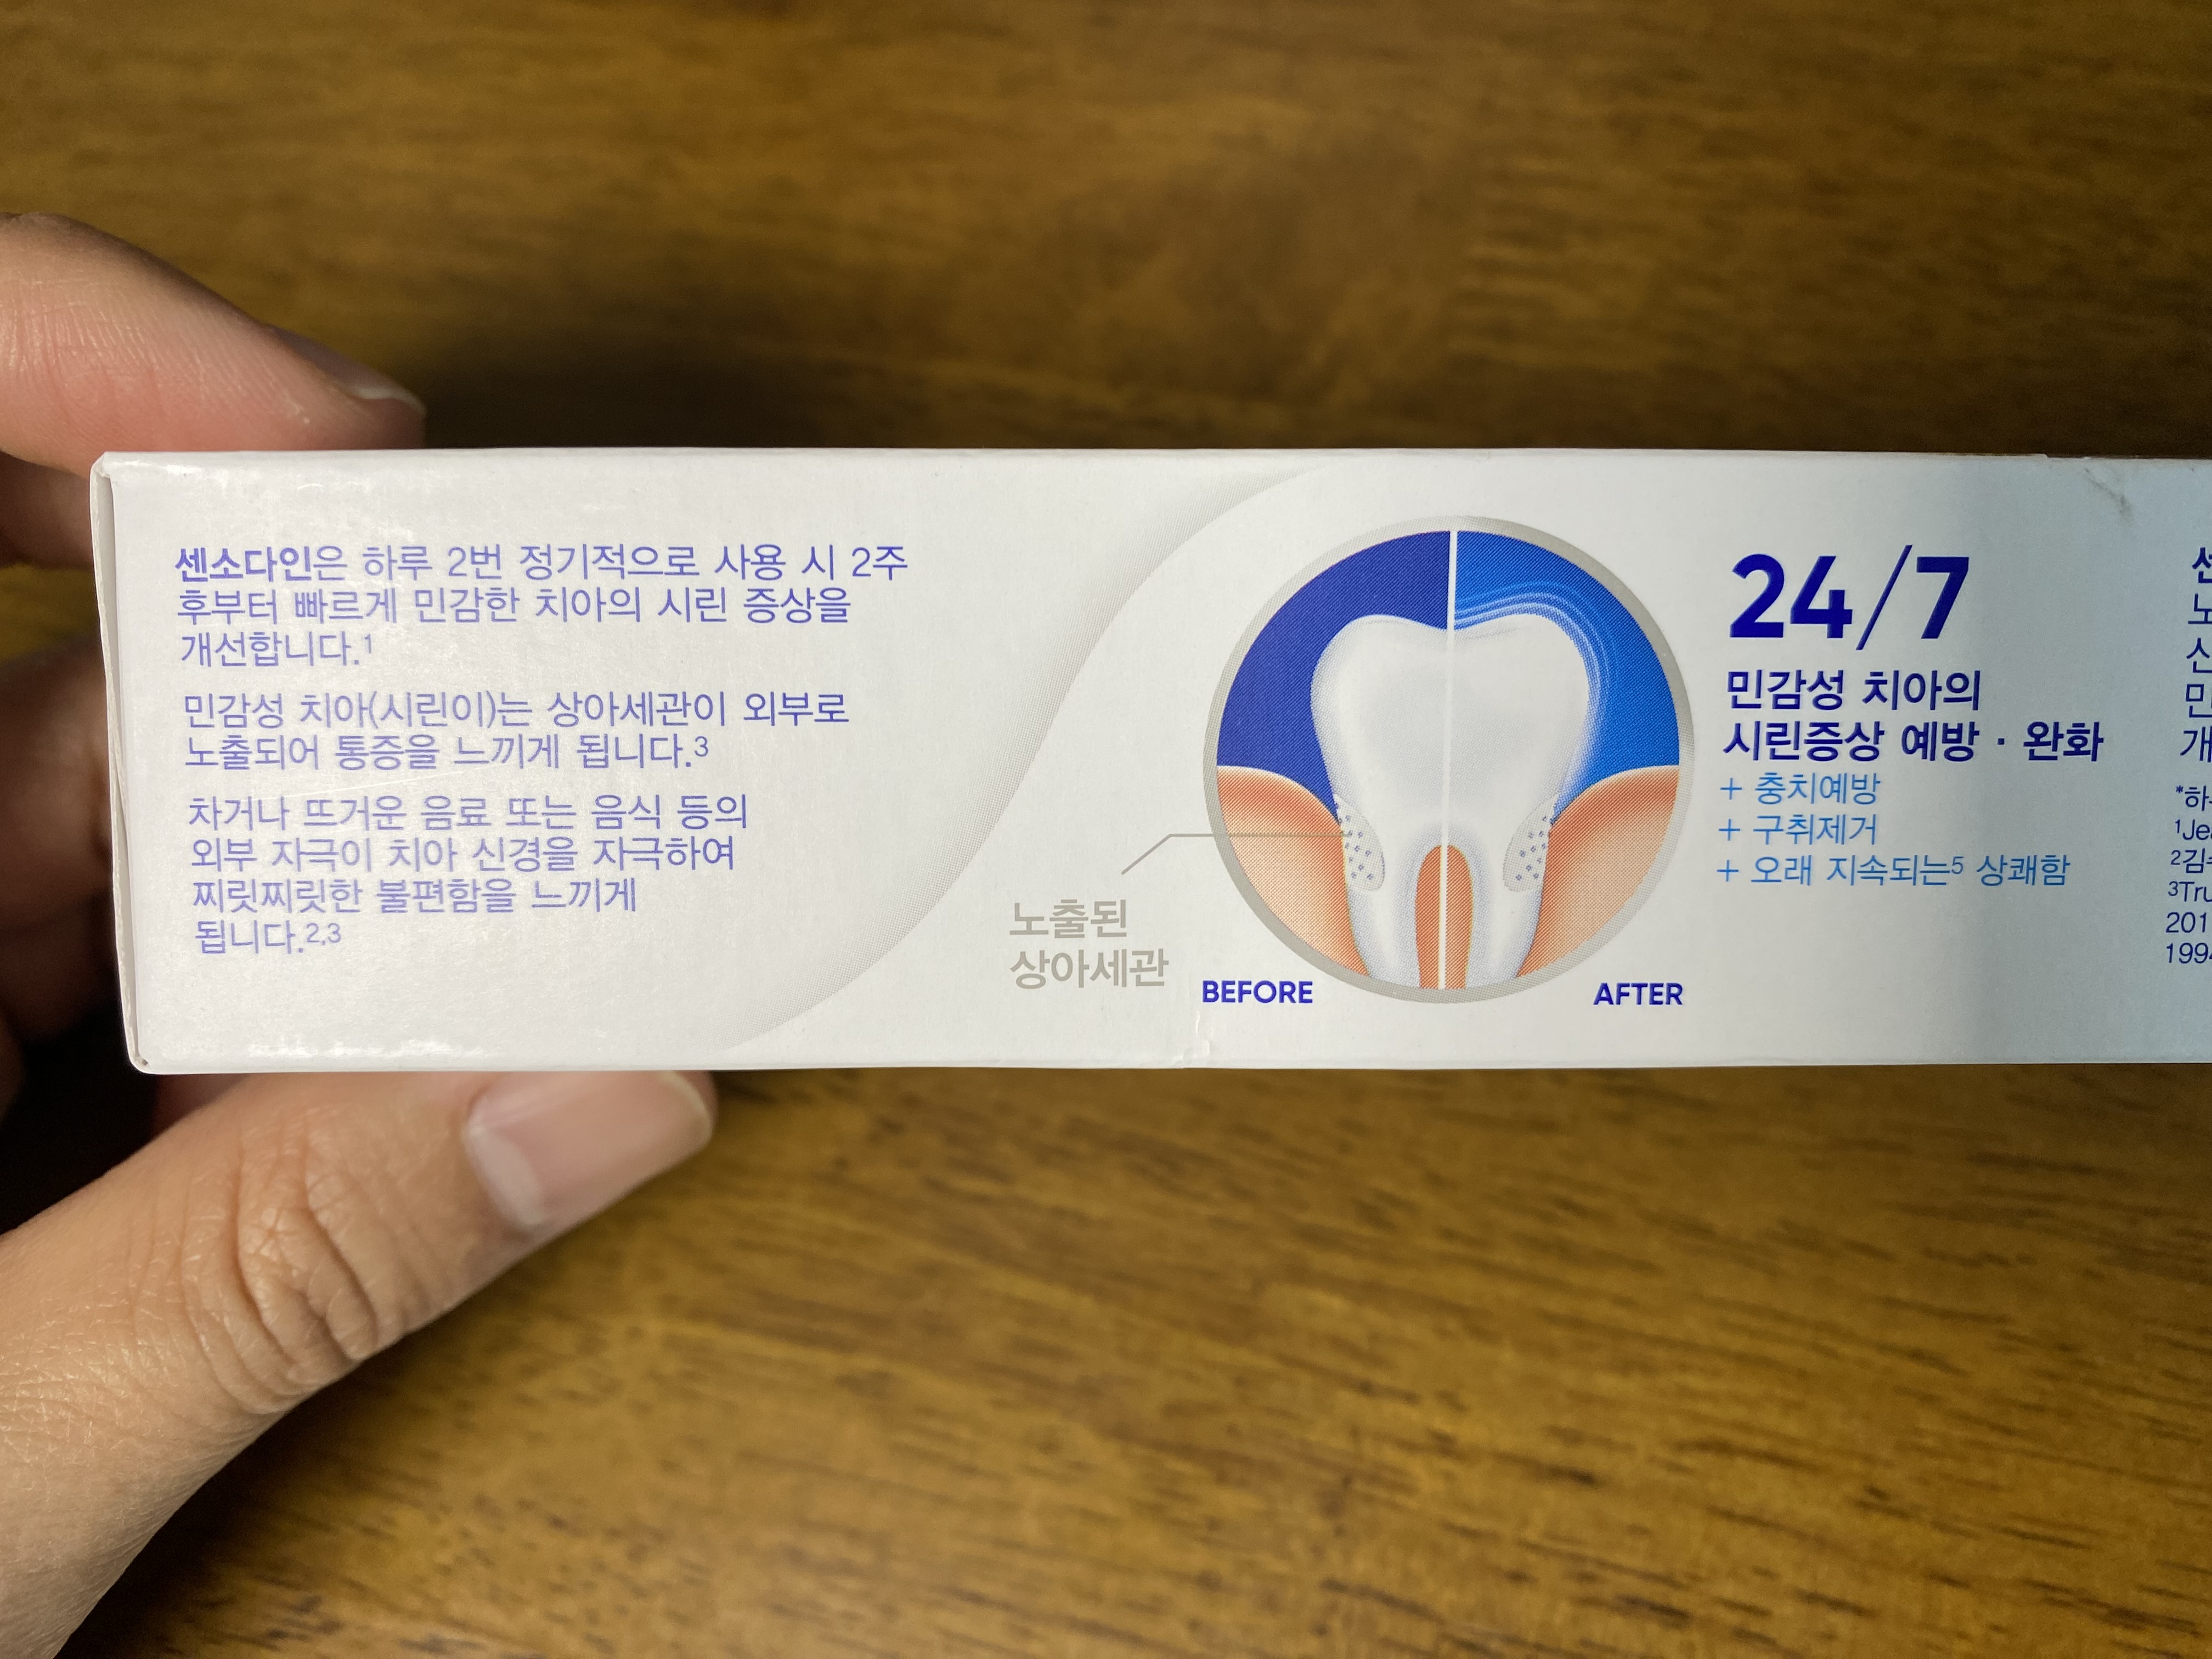 센소다인은 하루 2번 정기적으로 사용 시 2주
후부터 빠르게 민감한 치아의 시린 증상을
개선합니다.¹
민감성 치아(시린이)는 상아세관이 외부로
노출되어 통증을 느끼게 됩니다.³
차거나 뜨거운 음료 또는 음식 등의
외부 자극이 치아 신경을 자극하여
찌릿찌릿한 불편함을 느끼게
됩니다.²,³
노출된
상아세관
BEFORE
AFTER
24/7
민감성 치아의
시린증상 예방 · 완화
+ 충치예방
+ 구취제거
+ 오래 지속되는⁵ 상쾌함